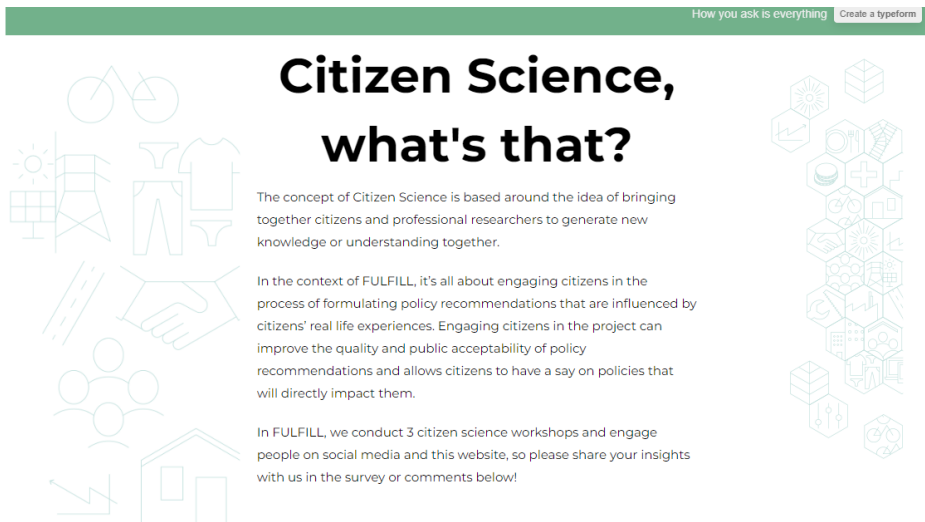 How you ask is everything Create a typeform
Citizen Science,
what's that?
The concept of Citizen Science is based around the idea of bringing
together citizens and professional researchers to generate new
knowledge or understanding together.
In the context of FULFILL, it's all about engaging citizens in the
process of formulating policy recommendations that are influenced by
citizens' real life experiences. Engaging citizens in the project can
improve the quality and public acceptability of policy
recommendations and allows citizens to have a say on policies that
will directly impact them.
In FULFILL, we conduct 3 citizen science workshops and engage
people on social media and this website, so please share your insights
with us in the survey or comments below!